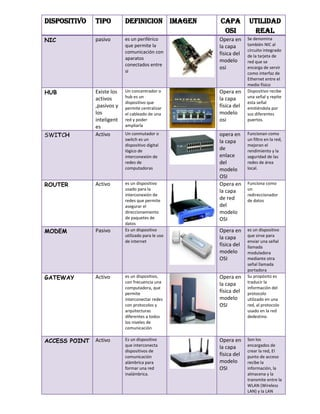 DISPOSITIVO TIPO DEFINICION IMAGEN CAPA OSI UTILIDAD REAL
NIC
pasivo
es un periférico
que permite la
comunicación con
aparatos
conectados entre
si
Opera en
la capa
física del
modelo
osi
Se denomina
también NIC al
circuito integrado
de la tarjeta de
red que se
encarga de servir
como interfaz de
Ethernet entre el
medio físico
HUB
Existe los
activos
,pasivos y
los
inteligent
es
Un concentrador o
hub es un
dispositivo que
permite centralizar
el cableado de una
red y poder
ampliarla
Opera en
la capa
física del
modelo
osi
Dispositivo recibe
una señal y repite
esta señal
emitiéndola por
sus diferentes
puertos.
SWITCH
Activo
Un conmutador o
switch es un
dispositivo digital
lógico de
interconexión de
redes de
computadoras
opera en
la capa
de
enlace
del
modelo
OSI
Funcionan como
un filtro en la red,
mejoran el
rendimiento y la
seguridad de las
redes de área
local.
ROUTER
Activo
es un dispositivo
usado para la
interconexión de
redes que permite
asegurar el
direccionamiento
de paquetes de
datos
Opera en
la capa
de red
del
modelo
OSI
Funciona como
un
redireccionador
de datos
MODEM
Pasivo
Es un dispositivo
utilizado para le uso
de internet
Opera en
la capa
física del
modelo
OSI
es un dispositivo
que sirve para
enviar una señal
llamada
moduladora
mediante otra
señal llamada
portadora
GATEWAY
Activo
es un dispositivo,
con frecuencia una
computadora, que
permite
interconectar redes
con protocolos y
arquitecturas
diferentes a todos
los niveles de
comunicación
Opera en
la capa
física del
modelo
OSI
Su propósito es
traducir la
información del
protocolo
utilizado en una
red, al protocolo
usado en la red
dedestino.
ACCESS POINT
Activo
Es un dispositivo
que interconecta
dispositivos de
comunicación
alámbrica para
formar una red
inalámbrica.
Opera en
la capa
física del
modelo
OSI
Son los
encargados de
crear la red, El
punto de acceso
recibe la
información, la
almacena y la
transmite entre la
WLAN (Wireless
LAN) y la LAN